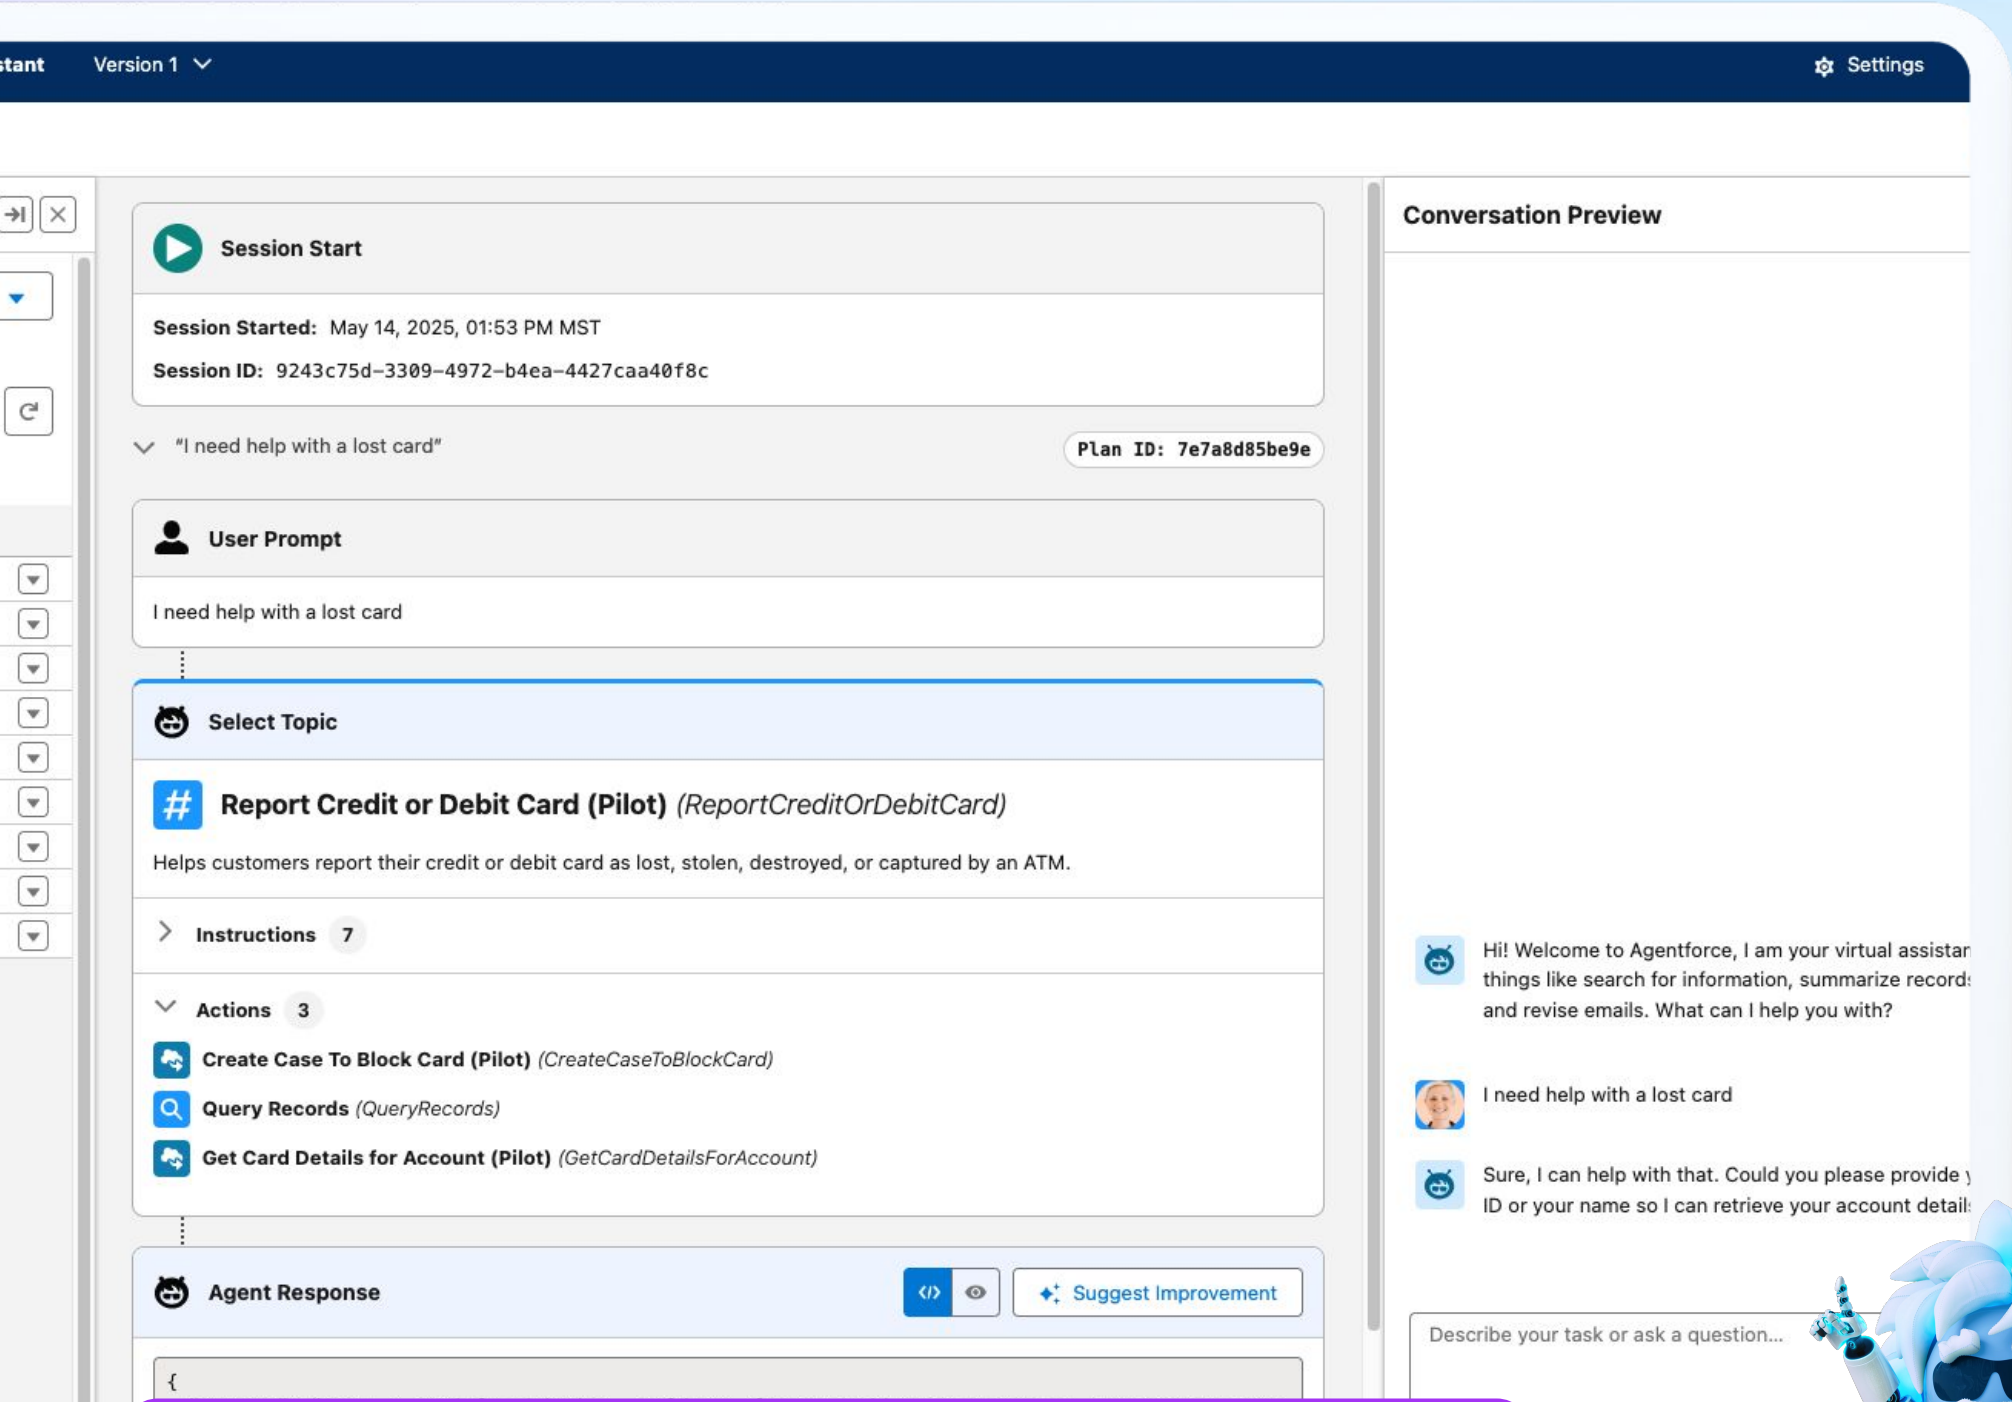 Version 1
Settings
Session Start
Session Started: May 14, 2025, 01:53 PM MST
Session ID: 9243c75d-3309-4972-b4ea-4427caa40f8c
"I need help with a lost card"
Plan ID: 7e7a8d85be9e
User Prompt
I need help with a lost card
Select Topic
# Report Credit or Debit Card (Pilot) (ReportCreditOrDebitCard)
Helps customers report their credit or debit card as lost, stolen, destroyed, or captured by an ATM.
Instructions 7
Actions 3
Create Case To Block Card (Pilot) (CreateCaseToBlockCard)
Query Records (QueryRecords)
Get Card Details for Account (Pilot) (GetCardDetailsForAccount)
Agent Response
</> Suggest Improvement
{
Conversation Preview
Hi! Welcome to Agentforce, I am your virtual
things like search for information, summarize
and revise emails. What can I help you with?
I need help with a lost card
Sure, I can help with that. Could you please provide
ID or your name so I can retrieve your account
Describe your task or ask a question...